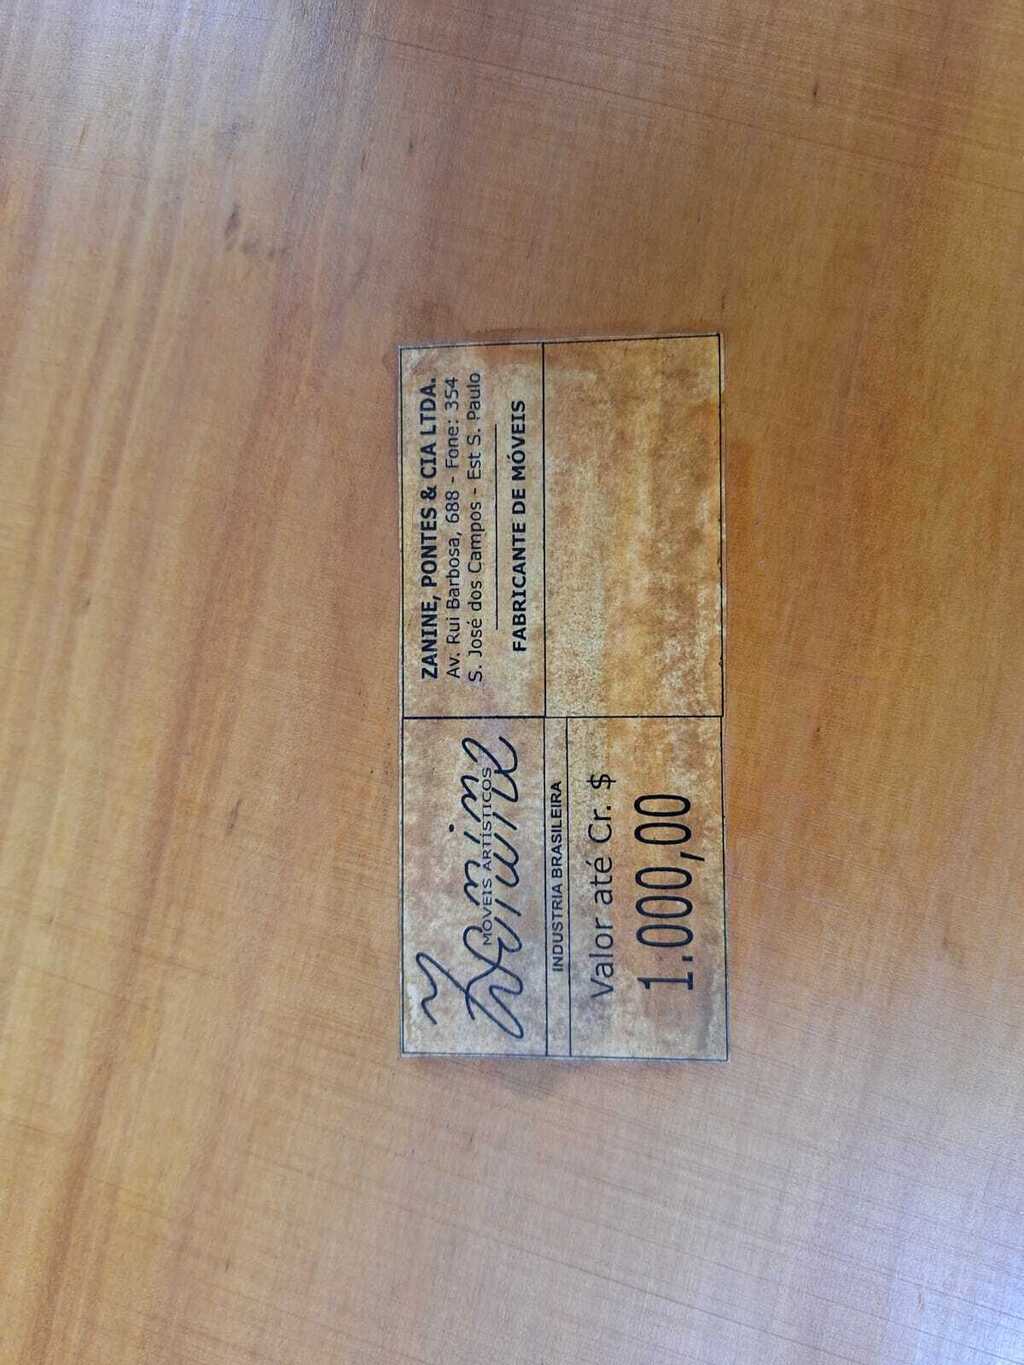 Zanine
MÓVEIS ARTÍSTICOS
ZANINE, PONTES & CIA LTDA.
Av. Rui Barbosa, 688 - Fone: 354
S. José dos Campos - Est S. Paulo
FABRICANTE DE MÓVEIS
INDUSTRIA BRASILEIRA
Valor até Cr. $
1.000,00